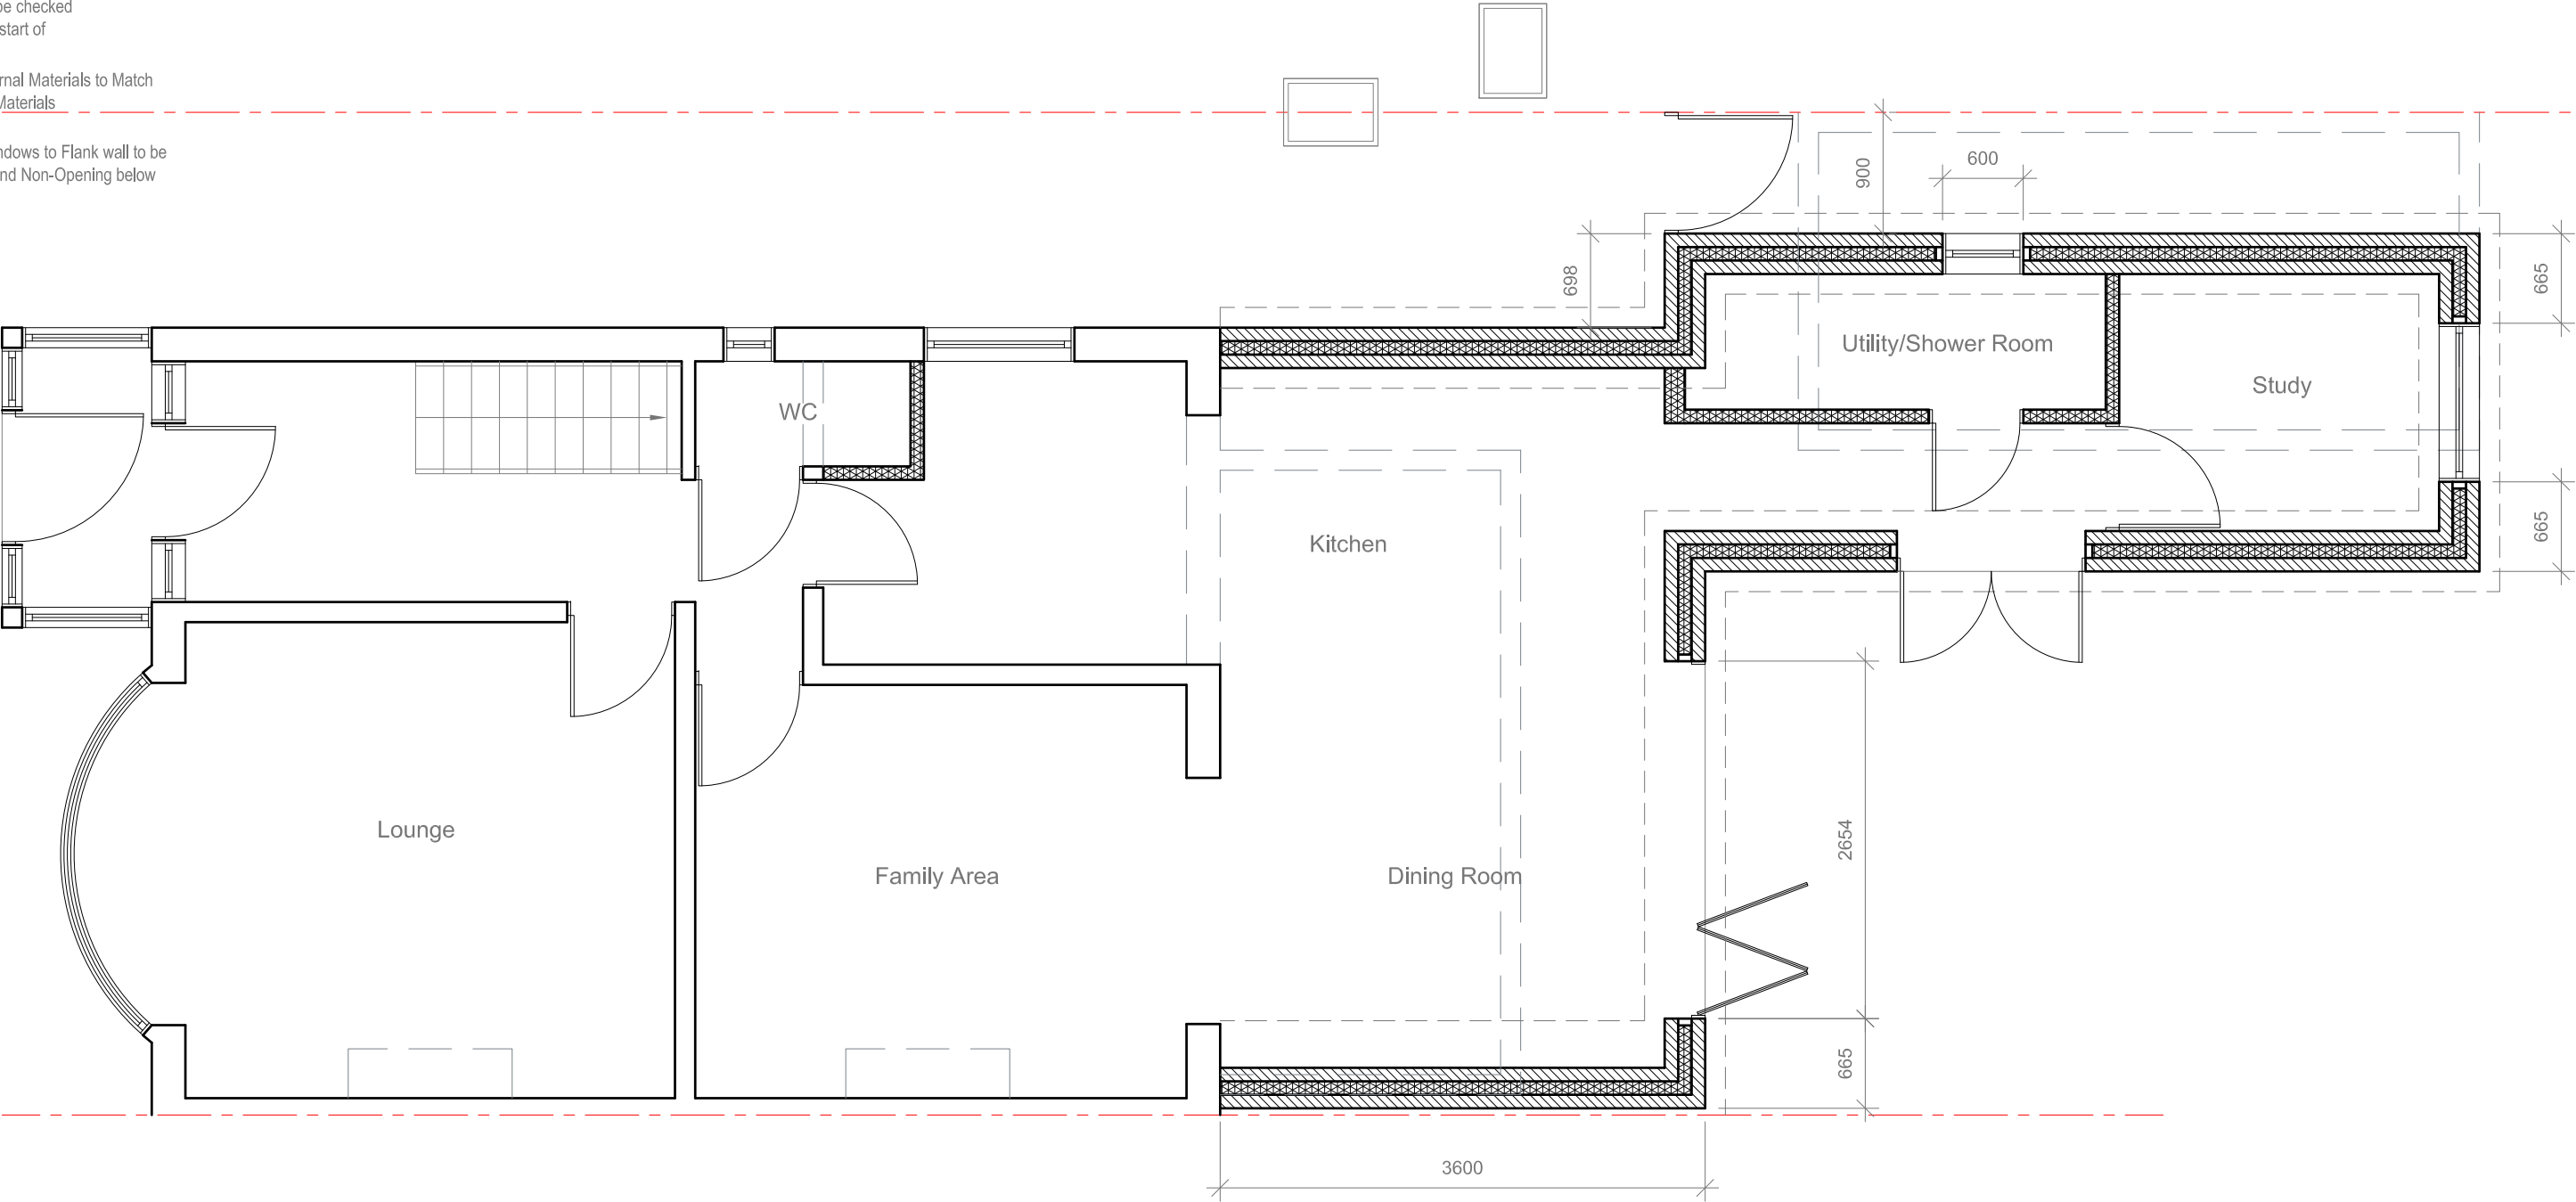 be checked
start of
rnal Materials to Match
Materials
ndows to Flank wall to be
nd Non-Opening below
900
600
698
665
Utility/Shower Room
Study
WC
Kitchen
665
Lounge
Family Area
Dining Room
2654
665
3600